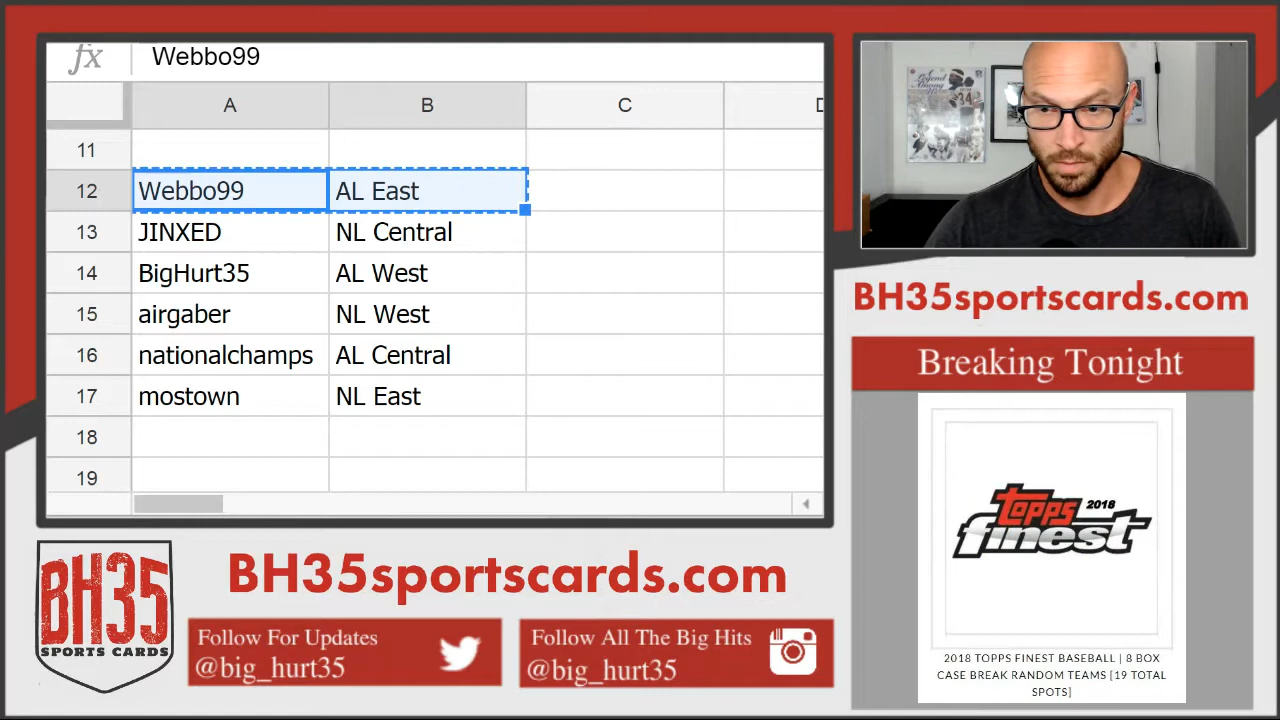 fx Webbo99
A B C D
11
12 Webbo99 AL East
13 JINXED NL Central
14 BigHurt35 AL West
15 airgaber NL West
16 nationalchamps AL Central
17 mostown NL East
18
19
34
BH35sportscards.com
Breaking Tonight
topps 2018
finest
2018 TOPPS FINEST BASEBALL | 8 BOX
CASE BREAK RANDOM TEAMS [19 TOTAL
SPOTS]
BH35
SPORTS CARDS
BH35sportscards.com
Follow For Updates
@big_hurt35
Follow All The Big Hits
@big_hurt35